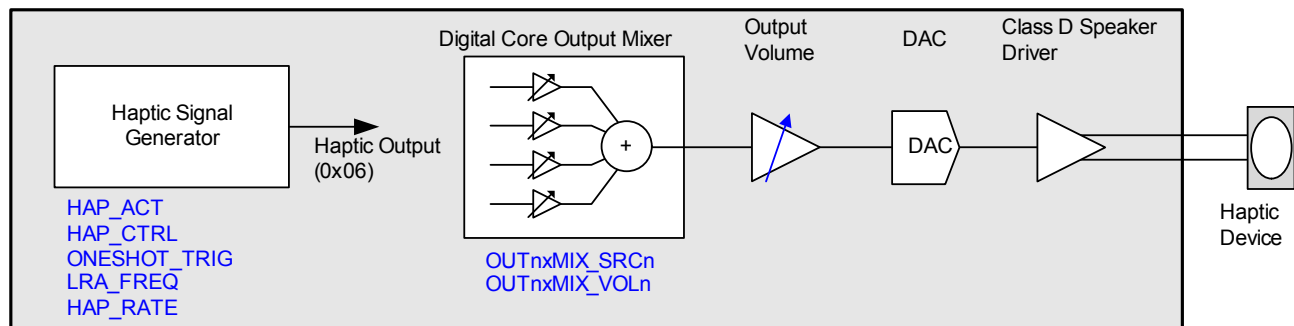 Digital Core Output Mixer
Output
Volume
DAC
Class D Speaker
Driver
Haptic Signal
Generator
Haptic Output
(0x06)
+
DAC
Haptic
Device
HAP_ACT
HAP_CTRL
ONESHOT_TRIG
LRA_FREQ
HAP_RATE
OUTnxMIX_SRCn
OUTnxMIX_VOLn